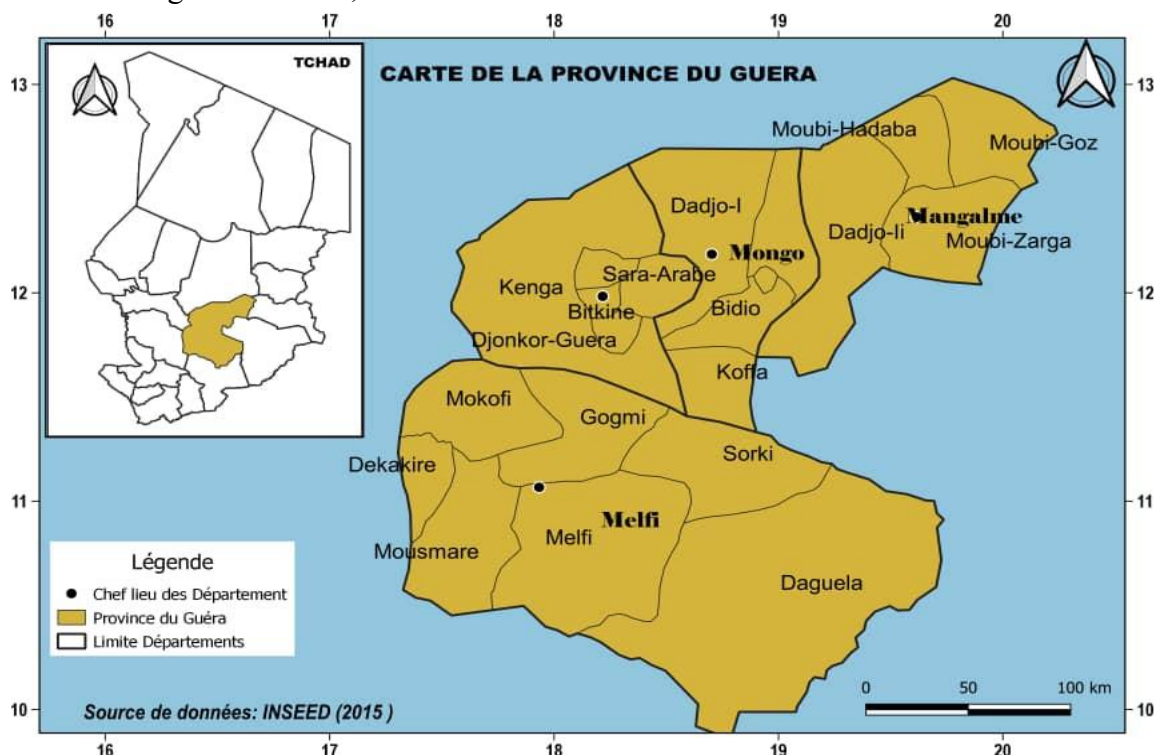 16 17 18 19 20
TCHAD
CARTE DE LA PROVINCE DU GUERA
13 13
Moubi-Hadaba
Moubi-Goz
Dadjo-I
Mangalme
Dadjo-Ii
Moubi-Zarga
Mongo
Sara-Arabe
Kenga
12 12
Bitkine
Bidio
Djonkor-Guera
Koffa
Mokofi
Gogmi
Sorki
Dekakire
11 11
Melfi
Melfi
Mousmare
Daguela
Légende
Chef lieu des Département
Province du Guéra
Limite Départements
0 50 100 km
10 10
Source de données: INSEED (2015 )
16 17 18 19 20